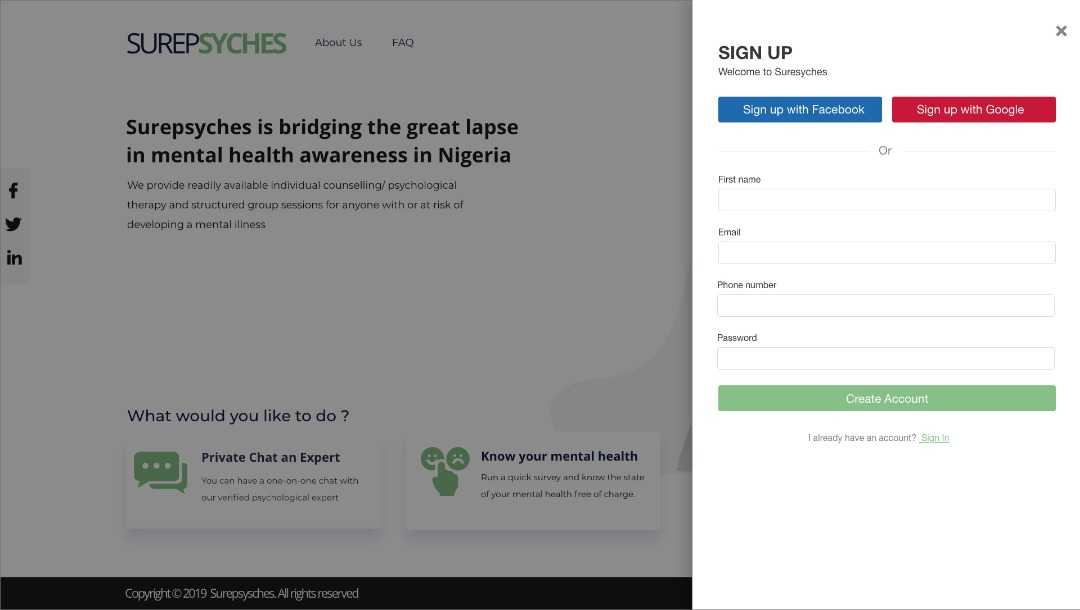 SUREPSYCHES
About Us
FAQ
Surepsyches is bridging the great lapse
in mental health awareness in Nigeria
We provide readily available individual counselling/ psychological
therapy and structured group sessions for anyone with or at risk of
developing a mental illness
What would you like to do ?
Private Chat an Expert
You can have a one-on-one chat with
our verified psychological expert
Know your mental health
Run a quick survey and know the state
of your mental health free of charge.
Copyright © 2019 Surepsysches. All rights reserved
SIGN UP
Welcome to Suresyches
Sign up with Facebook
Sign up with Google
Or
First name
Email
Phone number
Password
Create Account
I already have an account? Sign In